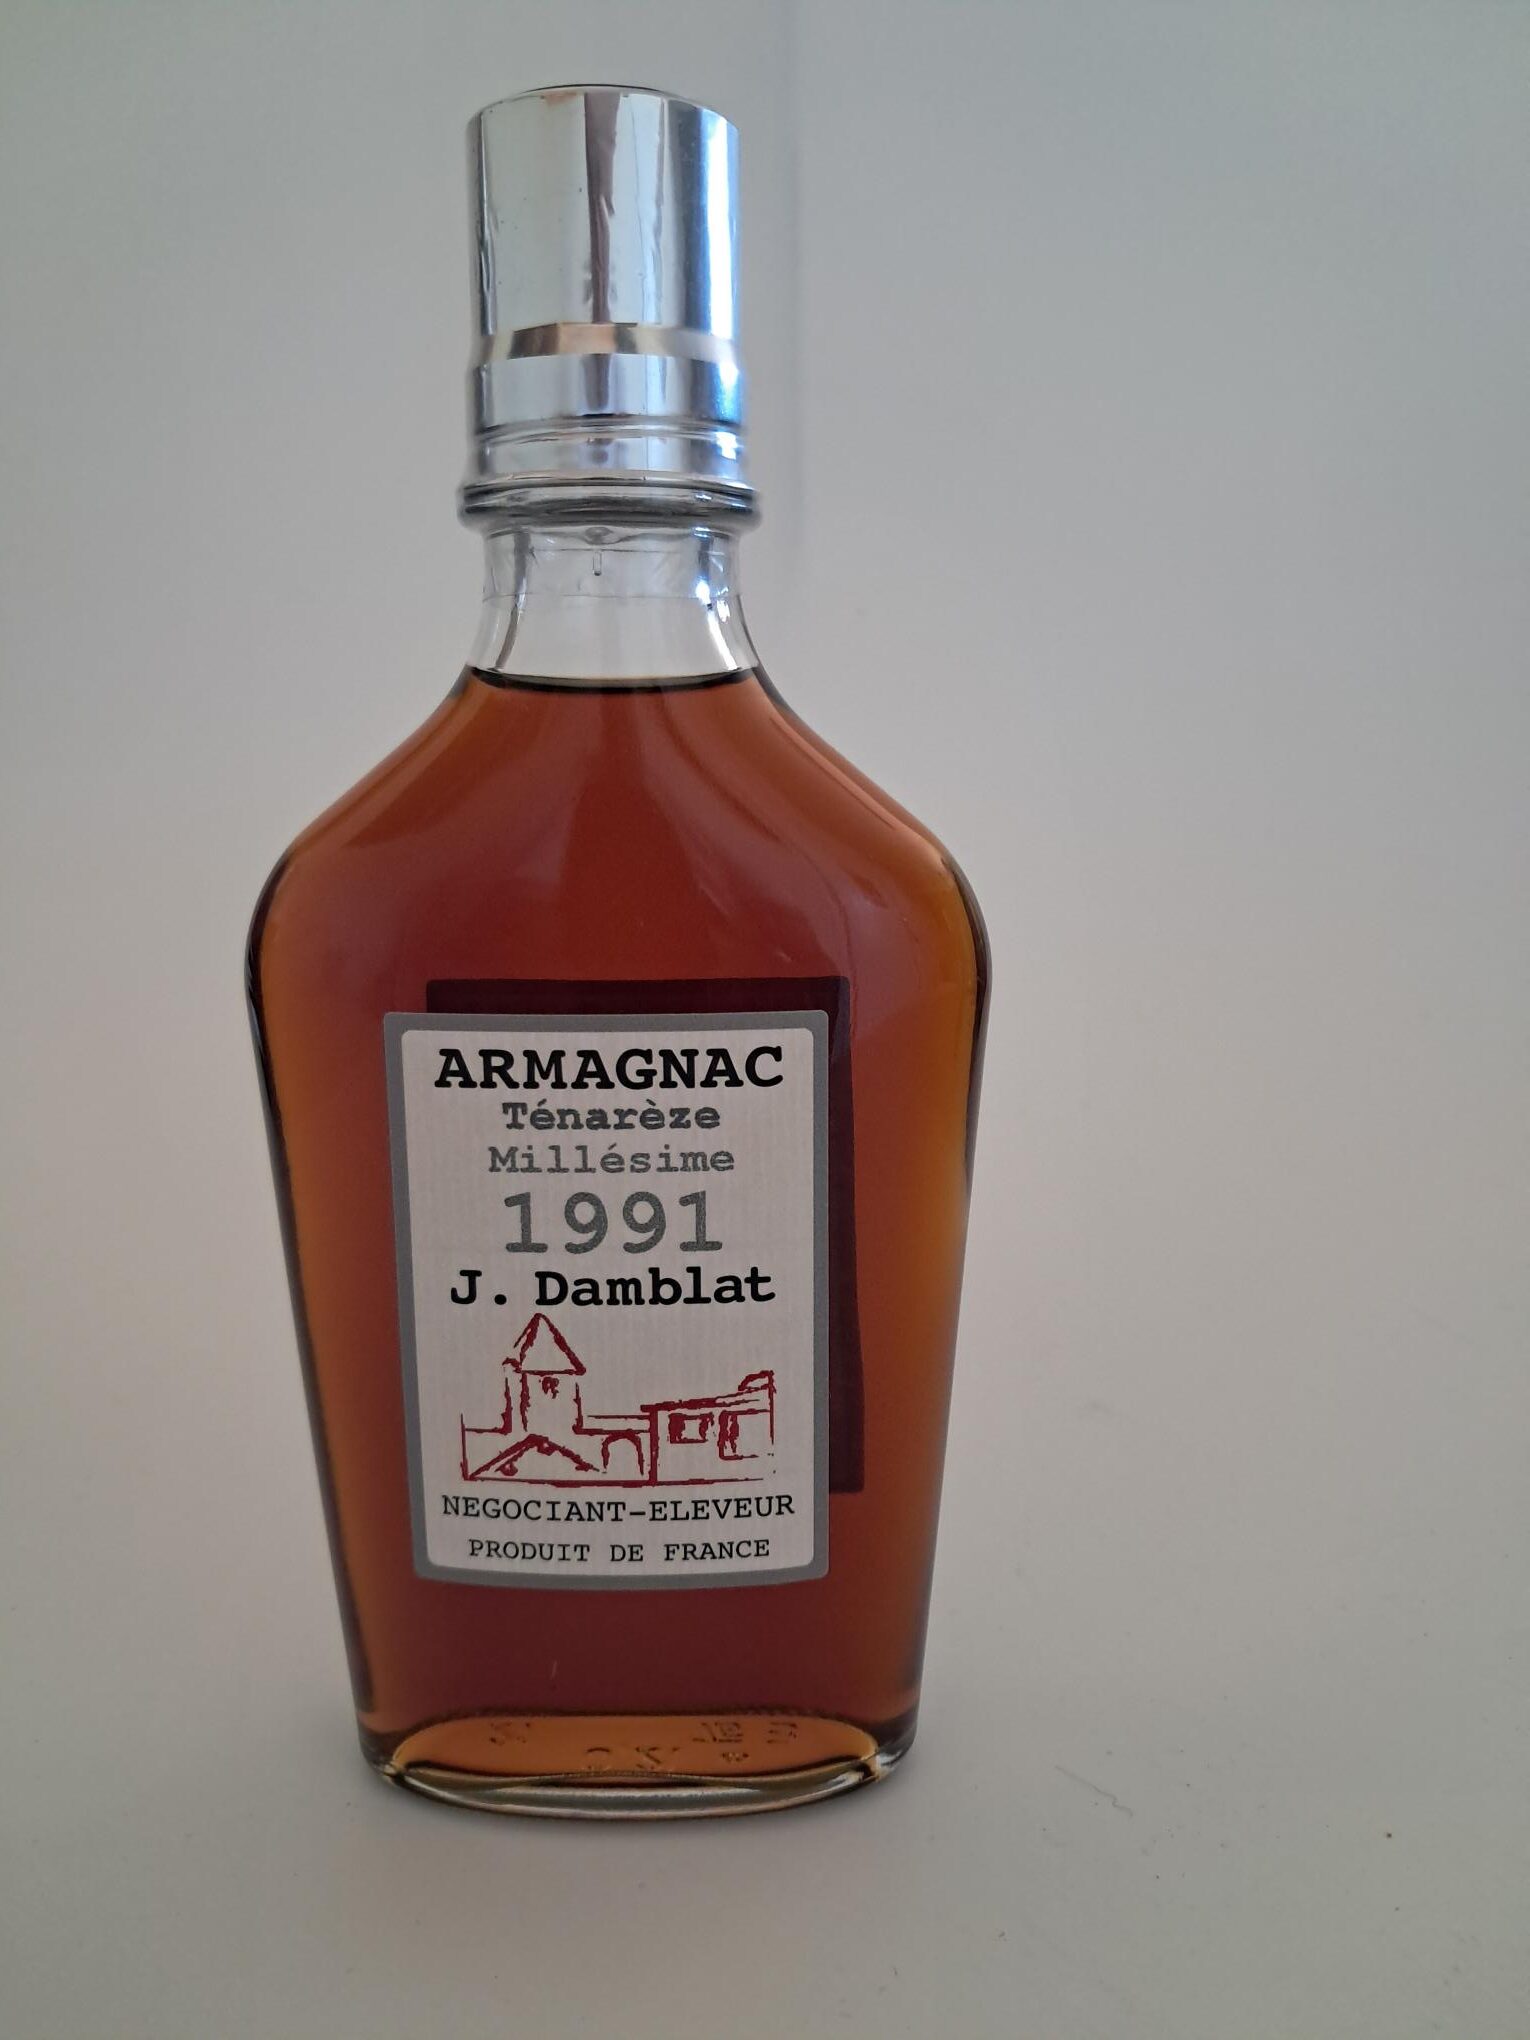 ARMAGNAC
Ténarèze
Millésime
1991
J. Damblat
NEGOCIANT-ELEVEUR
PRODUIT DE FRANCE